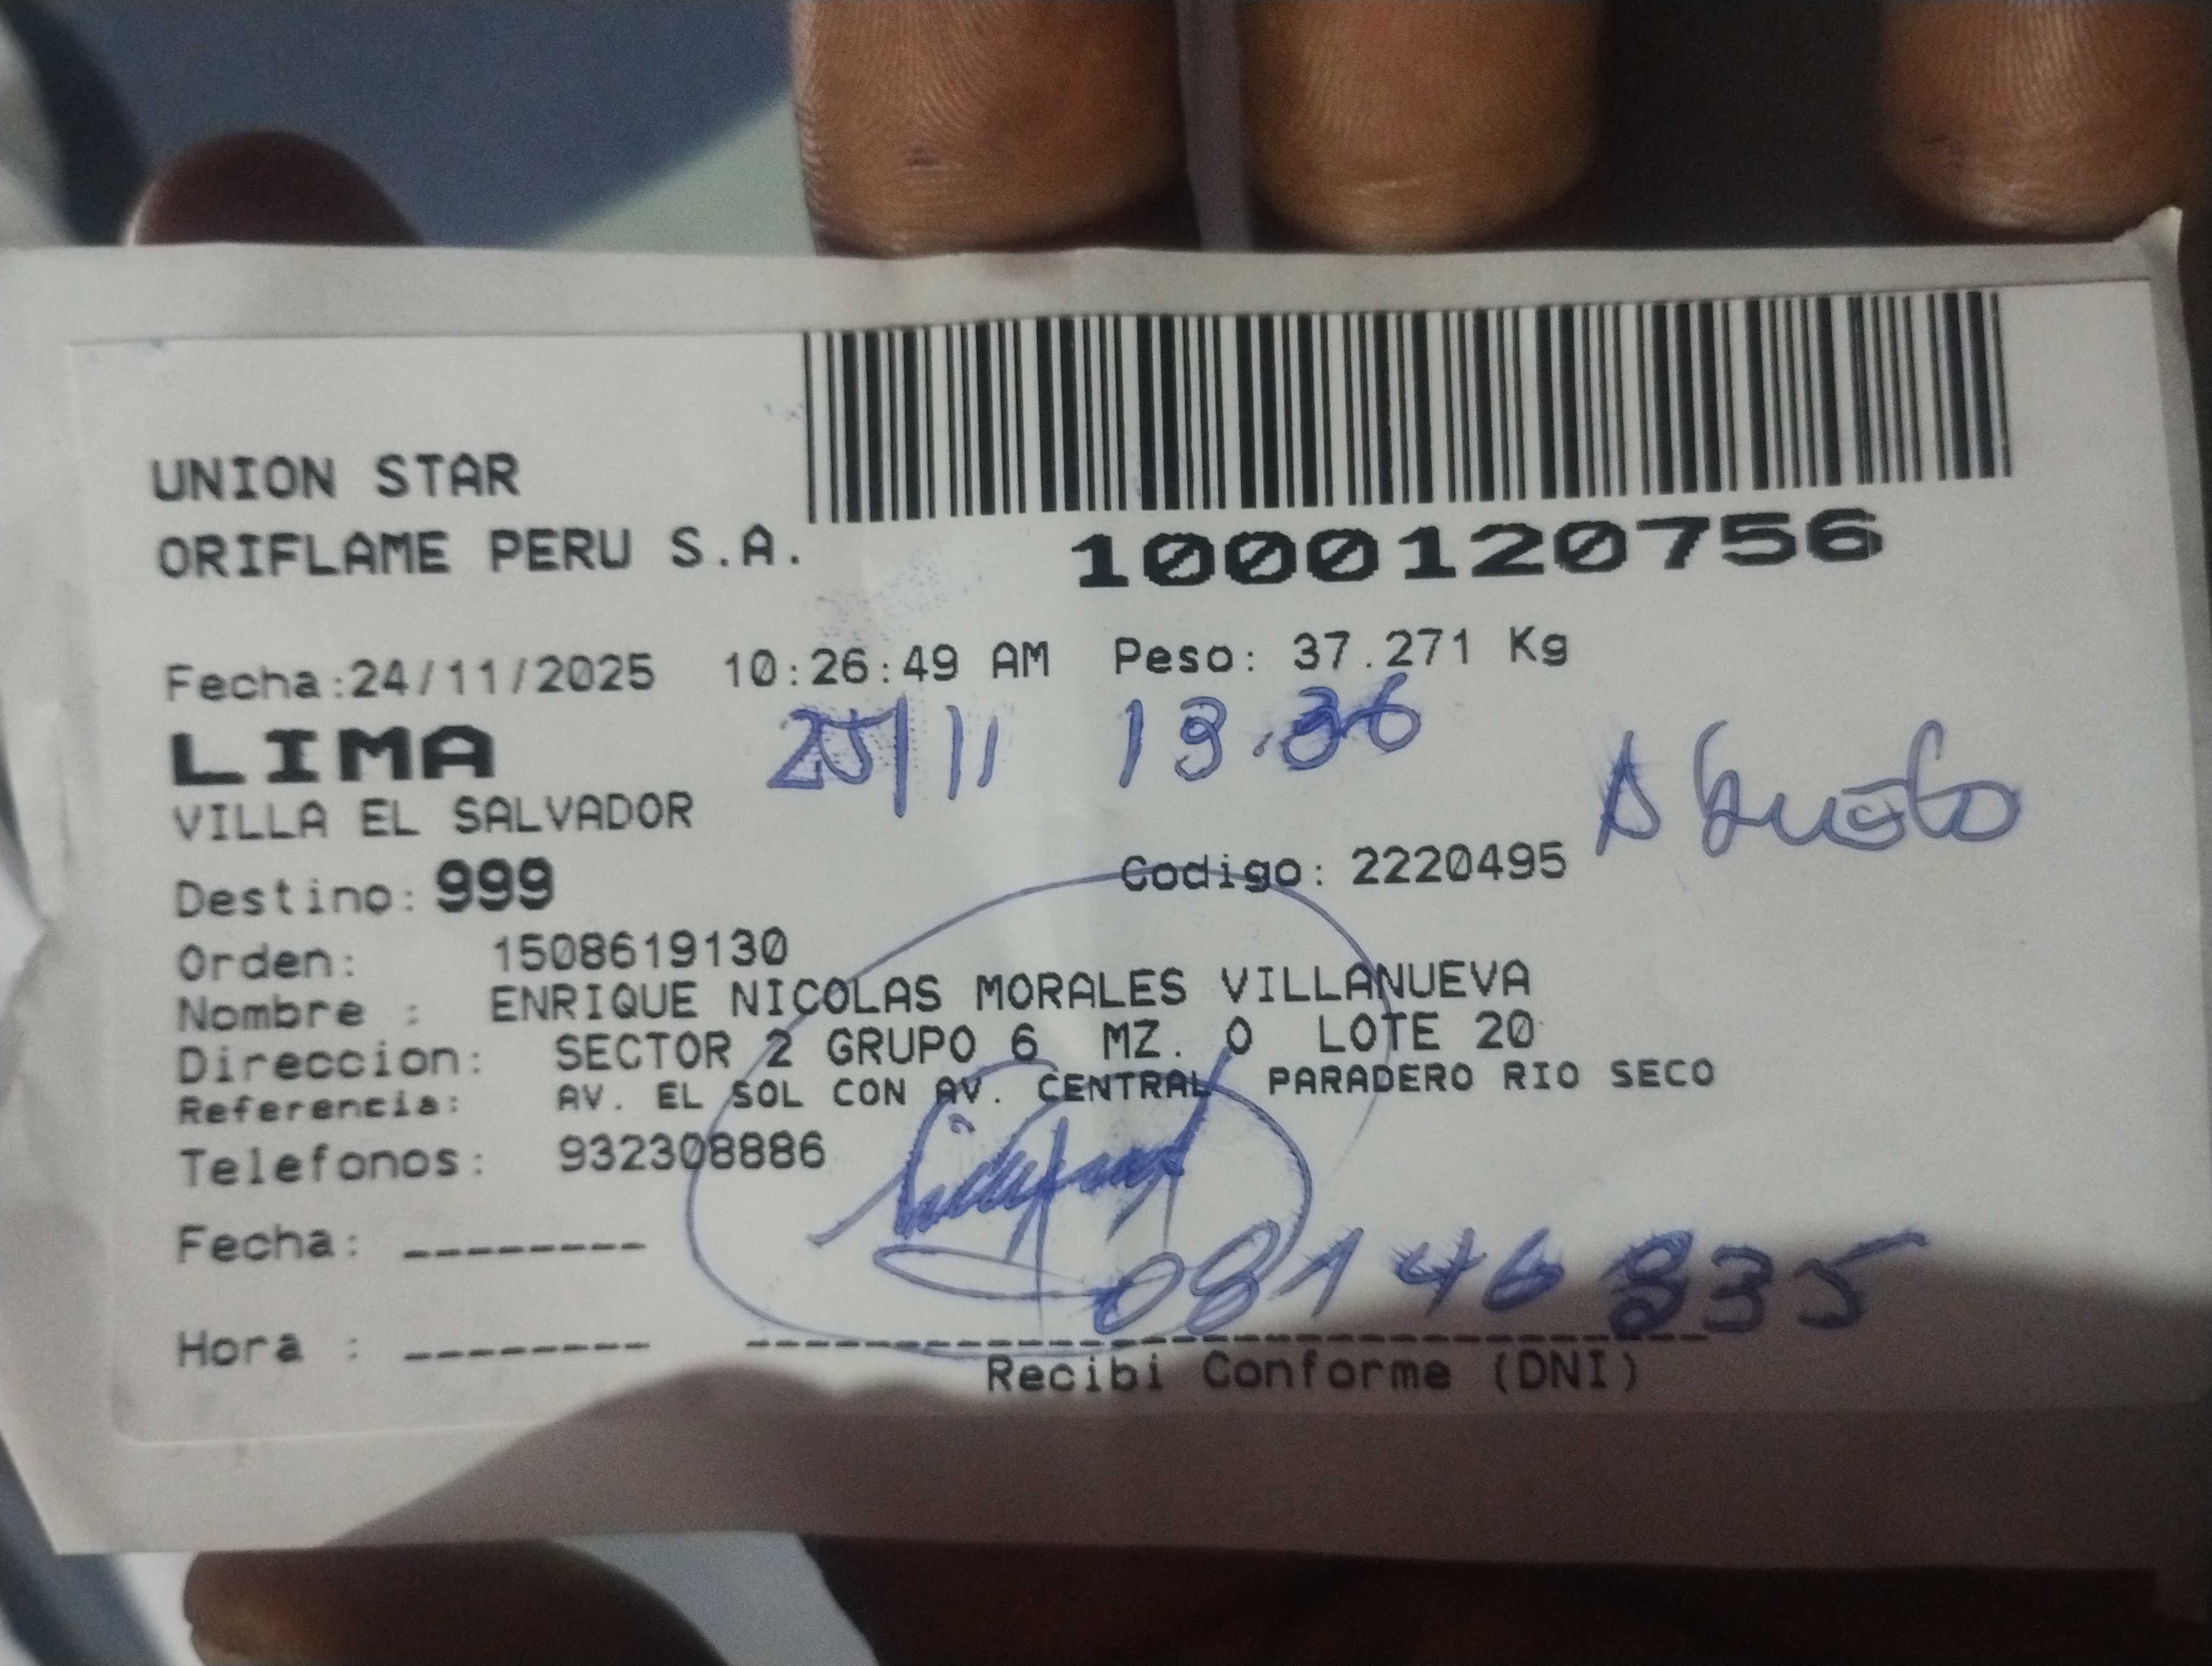 UNION STAR
ORIFLAME PERU S.A.
1000120756
Fecha:24/11/2025 10:26:49 AM Peso: 37.271 Kg
LIMA 25/11 13.36
VILLA EL SALVADOR
Abuelo
Destino: 999 Codigo: 2220495
Orden: 1508619130
Nombre : ENRIQUE NICOLAS MORALES VILLANUEVA
Direccion: SECTOR 2 GRUPO 6 MZ. O LOTE 20
Referencia: AV. EL SOL CON AV. CENTRAL PARADERO RIO SECO
Telefonos: 932308886
Fecha: --------
08146835
Hora : --------
Recibi Conforme (DNI)